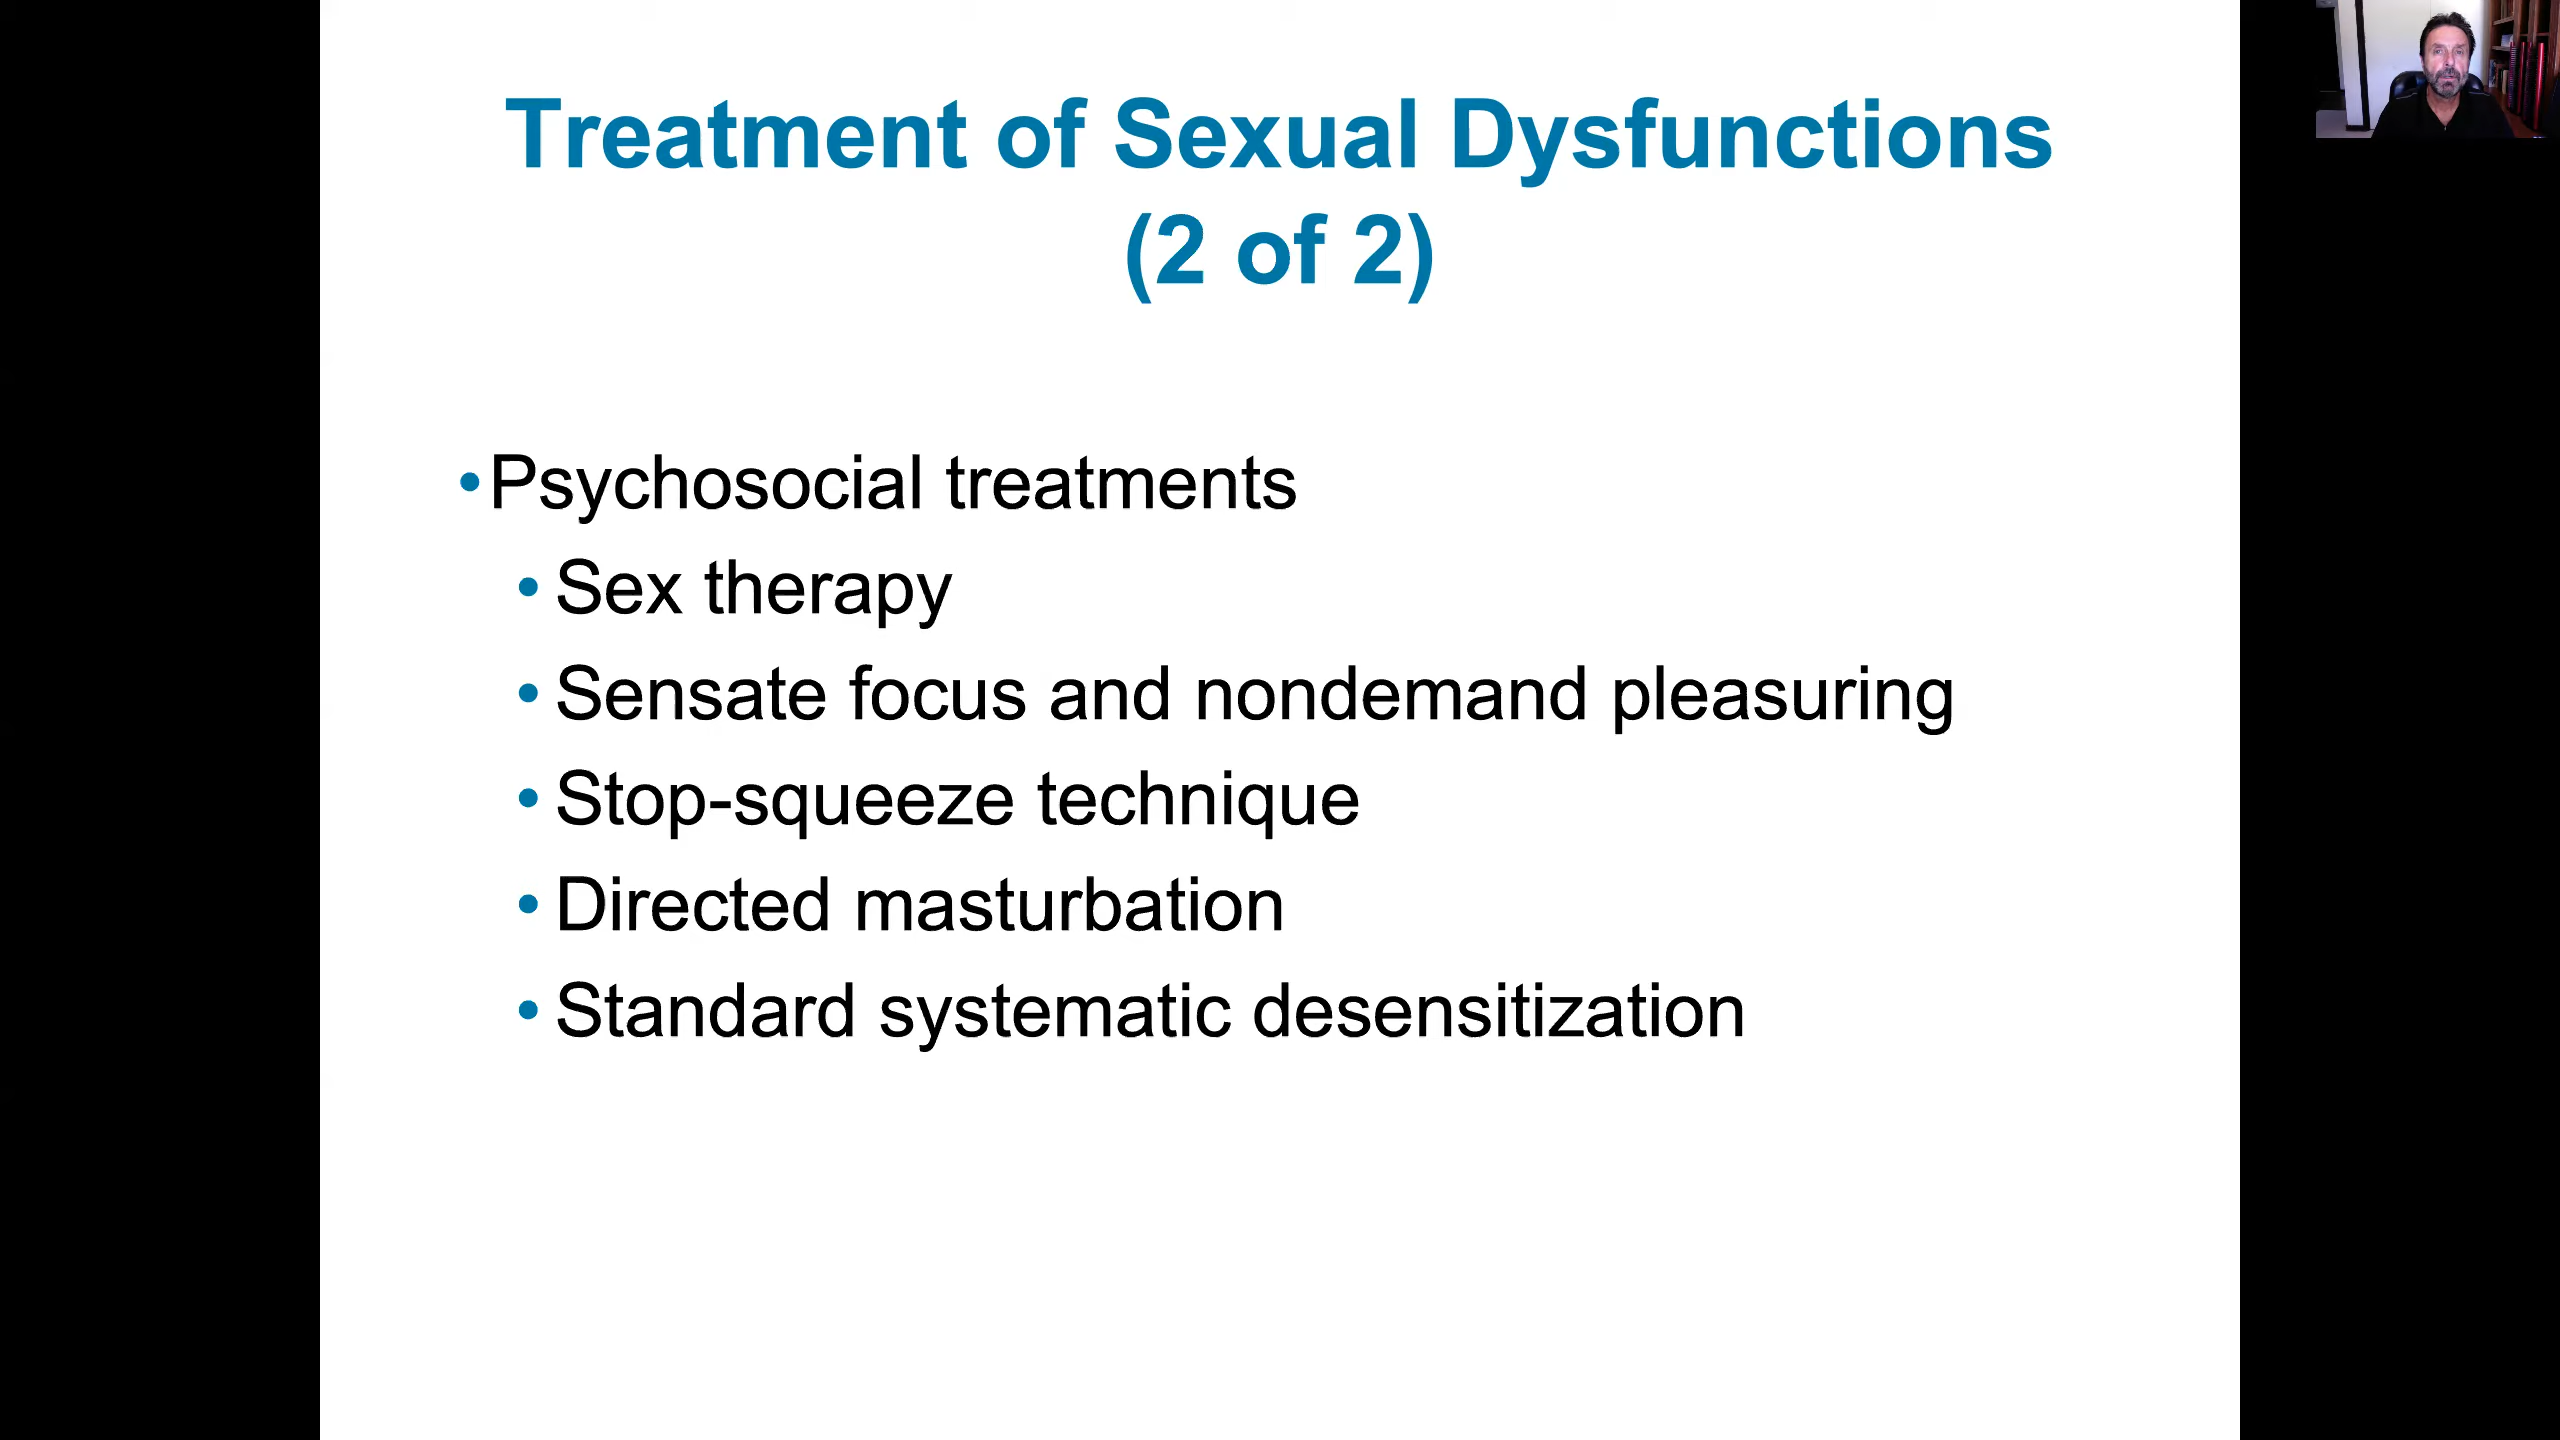 Treatment of Sexual Dysfunctions
(2 of 2)
•Psychosocial treatments
•Sex therapy
•Sensate focus and nondemand pleasuring
•Stop-squeeze technique
•Directed masturbation
•Standard systematic desensitization